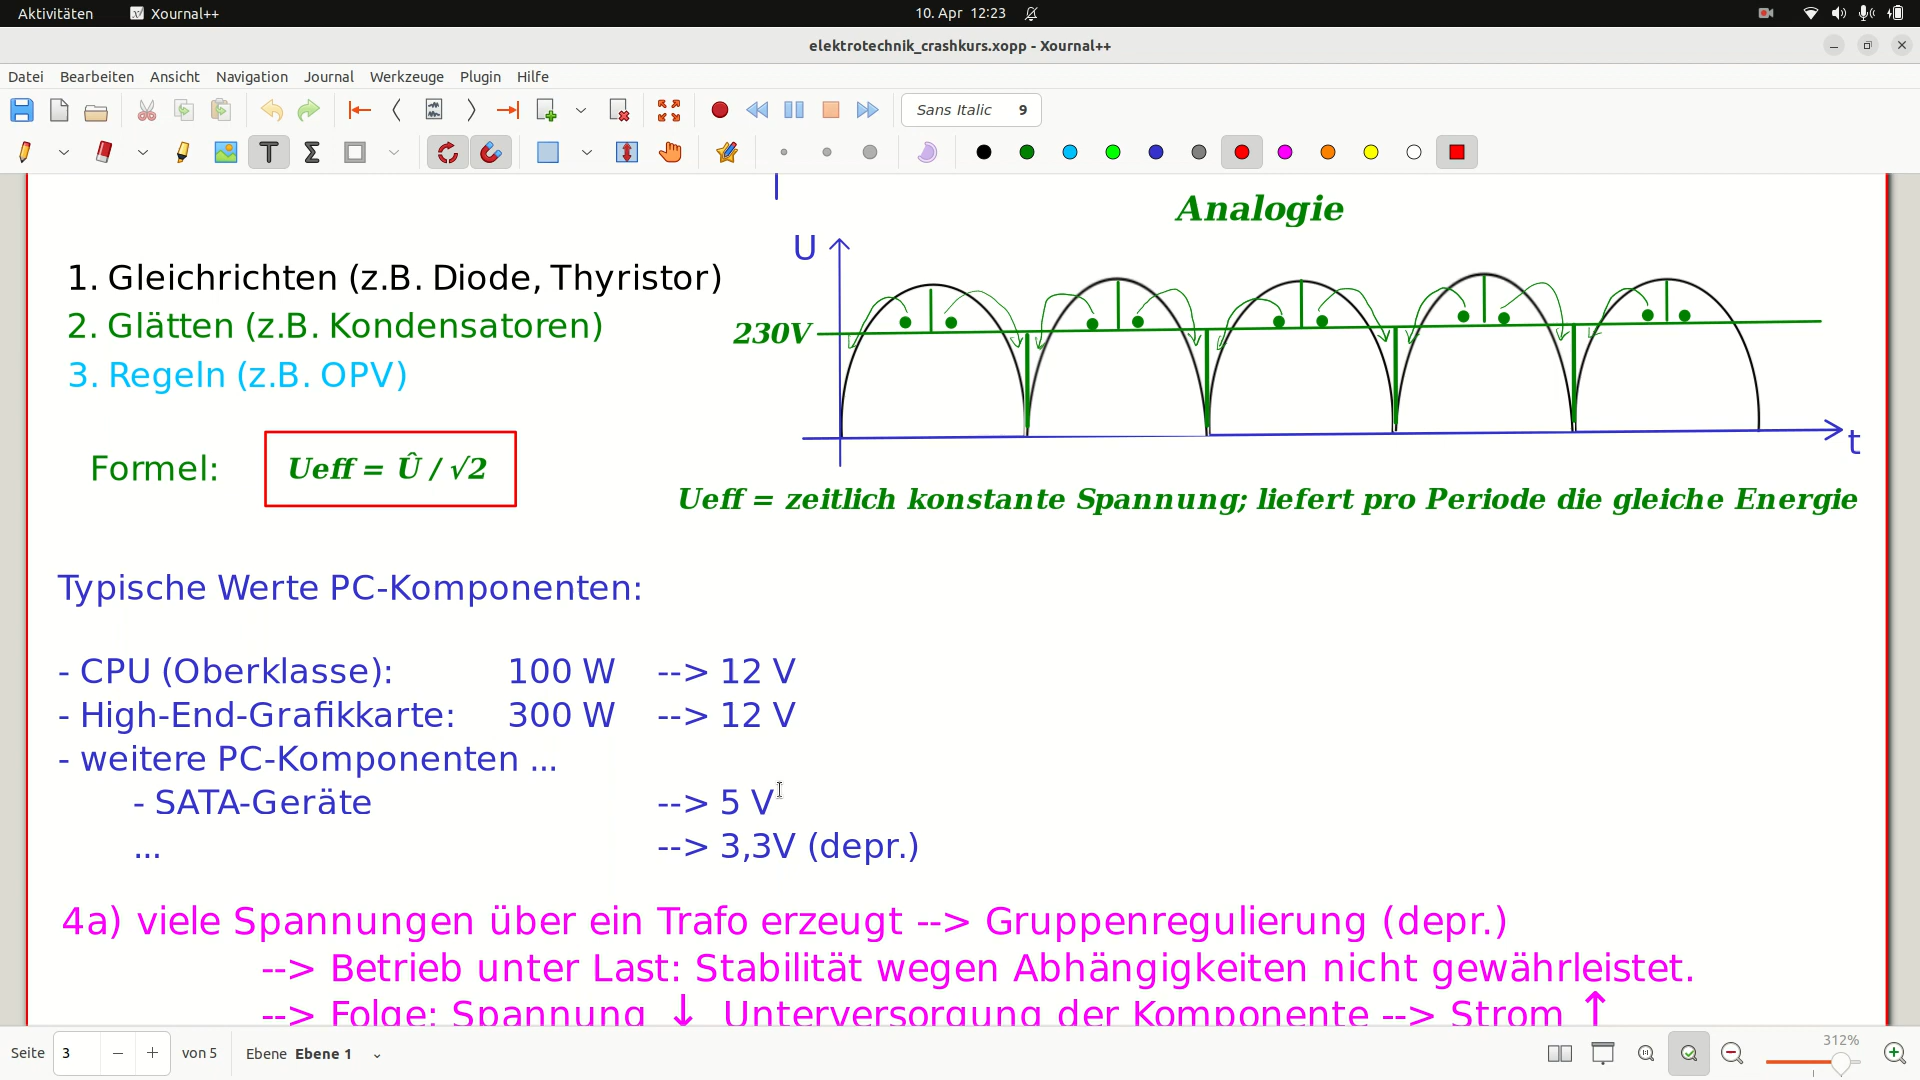 Aktivitäten Xournal++ 10. Apr 12:23
elektrotechnik_crashkurs.xopp - Xournal++
Datei Bearbeiten Ansicht Navigation Journal Werkzeuge Plugin Hilfe
Sans Italic 9
Analogie
U
1. Gleichrichten (z.B. Diode, Thyristor)
2. Glätten (z.B. Kondensatoren)
230V
3. Regeln (z.B. OPV)
t
Formel: Ueff = Û / √2
Ueff = zeitlich konstante Spannung; liefert pro Periode die gleiche Energie
Typische Werte PC-Komponenten:
- CPU (Oberklasse): 100 W --> 12 V
- High-End-Grafikkarte: 300 W --> 12 V
- weitere PC-Komponenten ...
- SATA-Geräte --> 5 V
... --> 3,3V (depr.)
4a) viele Spannungen über ein Trafo erzeugt --> Gruppenregulierung (depr.)
--> Betrieb unter Last: Stabilität wegen Abhängigkeiten nicht gewährleistet.
--> Folge: Spannung ↓ Unterversorgung der Komponente --> Strom ↑
Seite 3 − + von 5 Ebene Ebene 1 312%